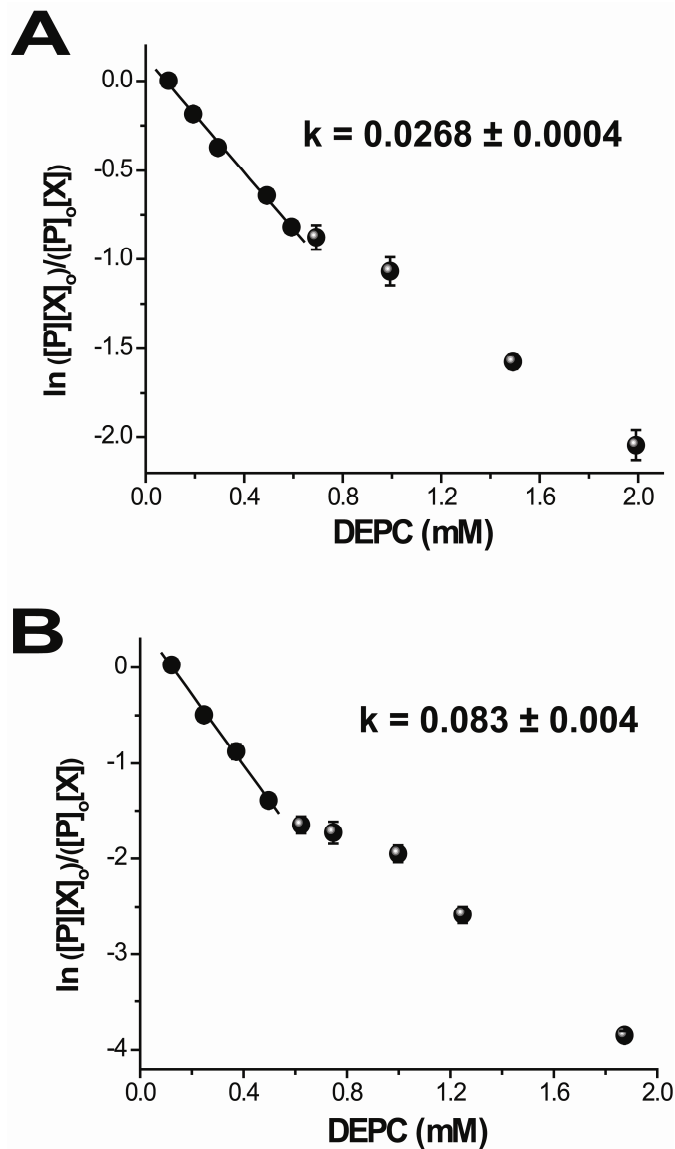 A
ln ([P][X]o)/([P]o[X])
0.0
-0.5
-1.0
-1.5
-2.0
k = 0.0268 ± 0.0004
0.0 0.4 0.8 1.2 1.6 2.0
DEPC (mM)
B
ln ([P][X]o)/([P]o[X])
0
-1
-2
-3
-4
k = 0.083 ± 0.004
0.0 0.4 0.8 1.2 1.6 2.0
DEPC (mM)